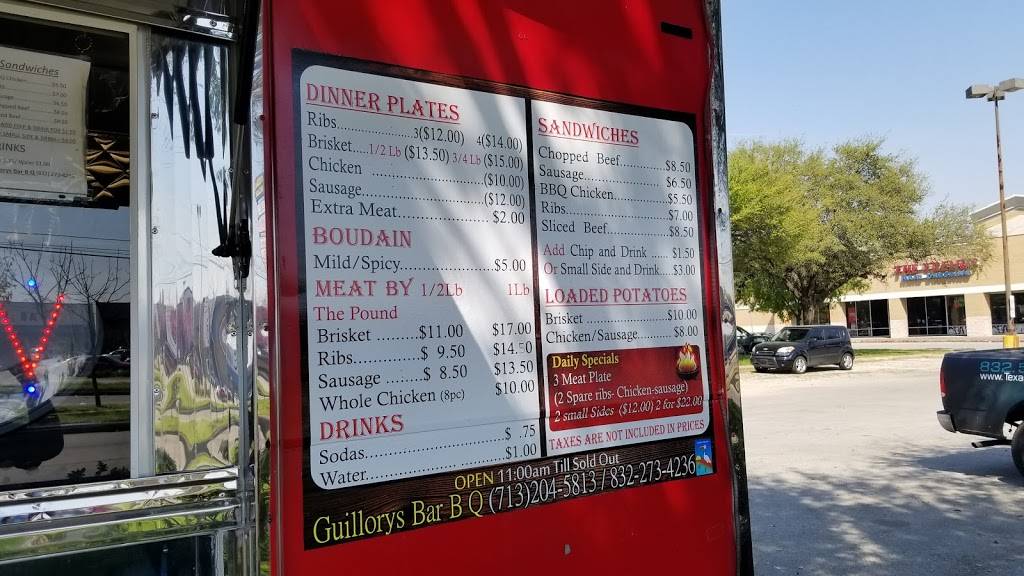 Sandwiches
DINNER PLATES
Ribs....................3($12.00) 4($14.00)
Brisket.....1/2 Lb ($13.50) 3/4 Lb ($15.00)
Chicken ..........................($10.00)
Sausage..........................($12.00)
Extra Meat.....................$2.00
BOUDAIN
Mild/Spicy.....................$5.00
MEAT BY 1/2Lb 1Lb
The Pound
Brisket ..........$11.00 $17.00
Ribs.................$ 9.50 $14.50
Sausage ........$ 8.50 $13.50
Whole Chicken (8pc) $10.00
DRINKS
Sodas...............................$ .75
Water...............................$1.00
SANDWICHES
Chopped Beef............$8.50
Sausage.......................$6.50
BBQ Chicken..............$5.50
Ribs..............................$7.00
Sliced Beef..................$8.50
Add Chip and Drink ...... $1.50
Or Small Side and Drink....$3.00
LOADED POTATOES
Brisket ........................$10.00
Chicken/Sausage.........$8.00
Daily Specials
3 Meat Plate
(2 Spare ribs- Chicken-sausage)
2 small Sides ($12.00) 2 for $22.00
TAXES ARE NOT INCLUDED IN PRICES
OPEN 11:00am Till Sold Out
Guillorys Bar B Q (713)204-5813 / 832-273-4236
832.
www.Texa